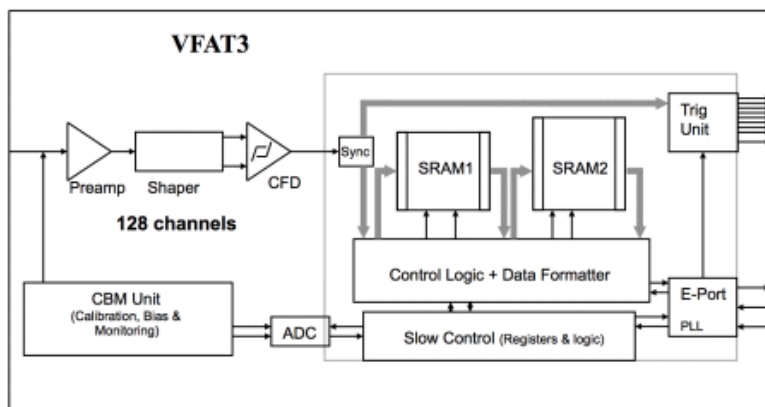 VFAT3
Preamp
Shaper
CFD
Sync
SRAM1
SRAM2
Trig
Unit
128 channels
Control Logic + Data Formatter
CBM Unit
(Calibration, Bias &
Monitoring)
ADC
Slow Control (Registers & logic)
E-Port
PLL